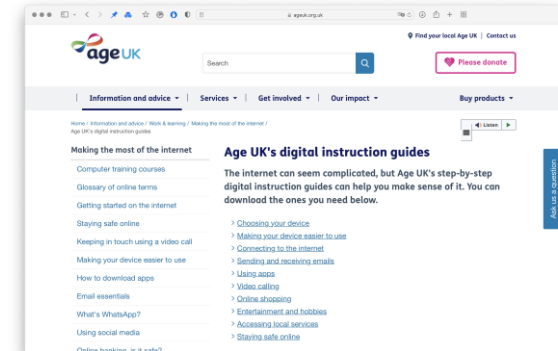 ageuk.org.uk
Find your local Age UK | Contact us
ageUK
Search
Please donate
Information and advice
Services
Get involved
Our impact
Buy products
Home / Information and advice / Work & learning / Making the most of the internet /
Age UK's digital instruction guides
Listen
Making the most of the internet
Computer training courses
Glossary of online terms
Getting started on the internet
Staying safe online
Keeping in touch using a video call
Making your device easier to use
How to download apps
Email essentials
What's WhatsApp?
Using social media
Online banking, is it safe?
Age UK's digital instruction guides
The internet can seem complicated, but Age UK's step-by-step
digital instruction guides can help you make sense of it. You can
download the ones you need below.
> Choosing your device
> Making your device easier to use
> Connecting to the internet
> Sending and receiving emails
> Using apps
> Video calling
> Online shopping
> Entertainment and hobbies
> Accessing local services
> Staying safe online
Ask us a question